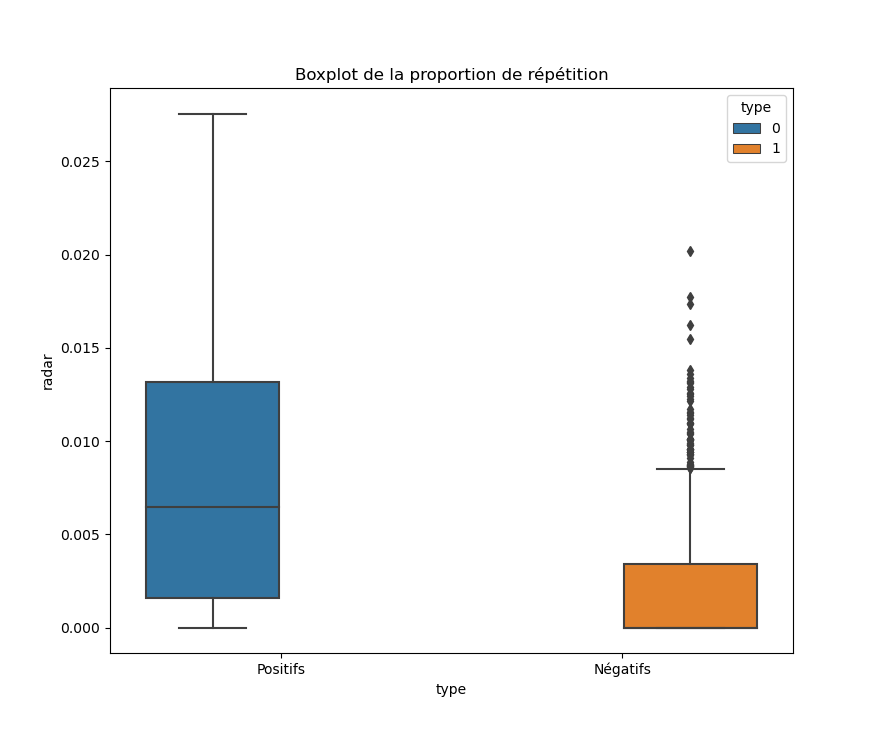 Boxplot de la proportion de répétition
type
0
1
0.025
0.020
0.015
0.010
0.005
0.000
radar
Positifs
Négatifs
type